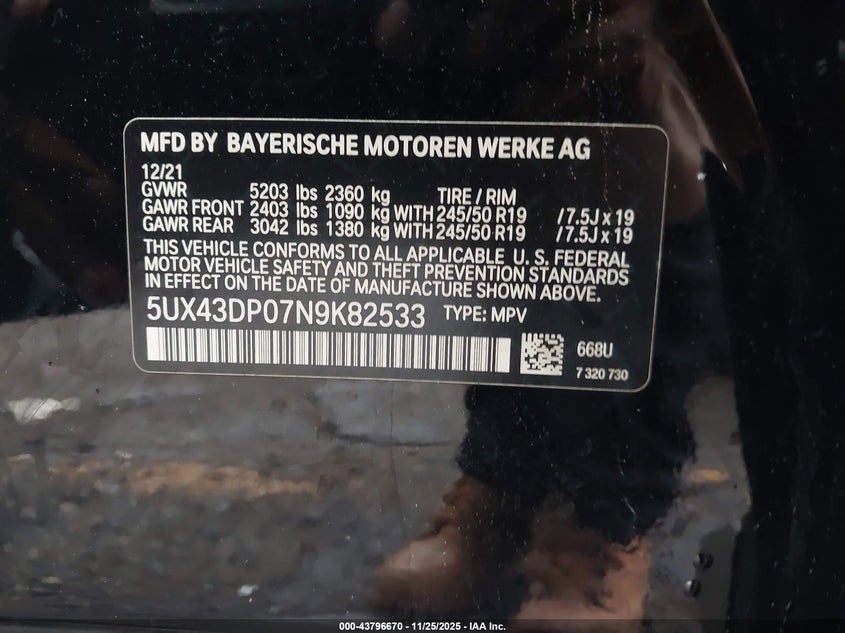 MFD BY BAYERISCHE MOTOREN WERKE AG
12/21
GVWR 5203 lbs 2360 kg TIRE / RIM
GAWR FRONT 2403 lbs 1090 kg WITH 245/50 R19 / 7.5J x 19
GAWR REAR 3042 lbs 1380 kg WITH 245/50 R19 / 7.5J x 19
THIS VEHICLE CONFORMS TO ALL APPLICABLE U. S. FEDERAL
MOTOR VEHICLE SAFETY AND THEFT PREVENTION STANDARDS
IN EFFECT ON THE DATE OF MANUFACTURE SHOWN ABOVE.
5UX43DP07N9K82533 TYPE: MPV
668U
7 320 730
000-43796670 - 11/25/2025 - IAA Inc.